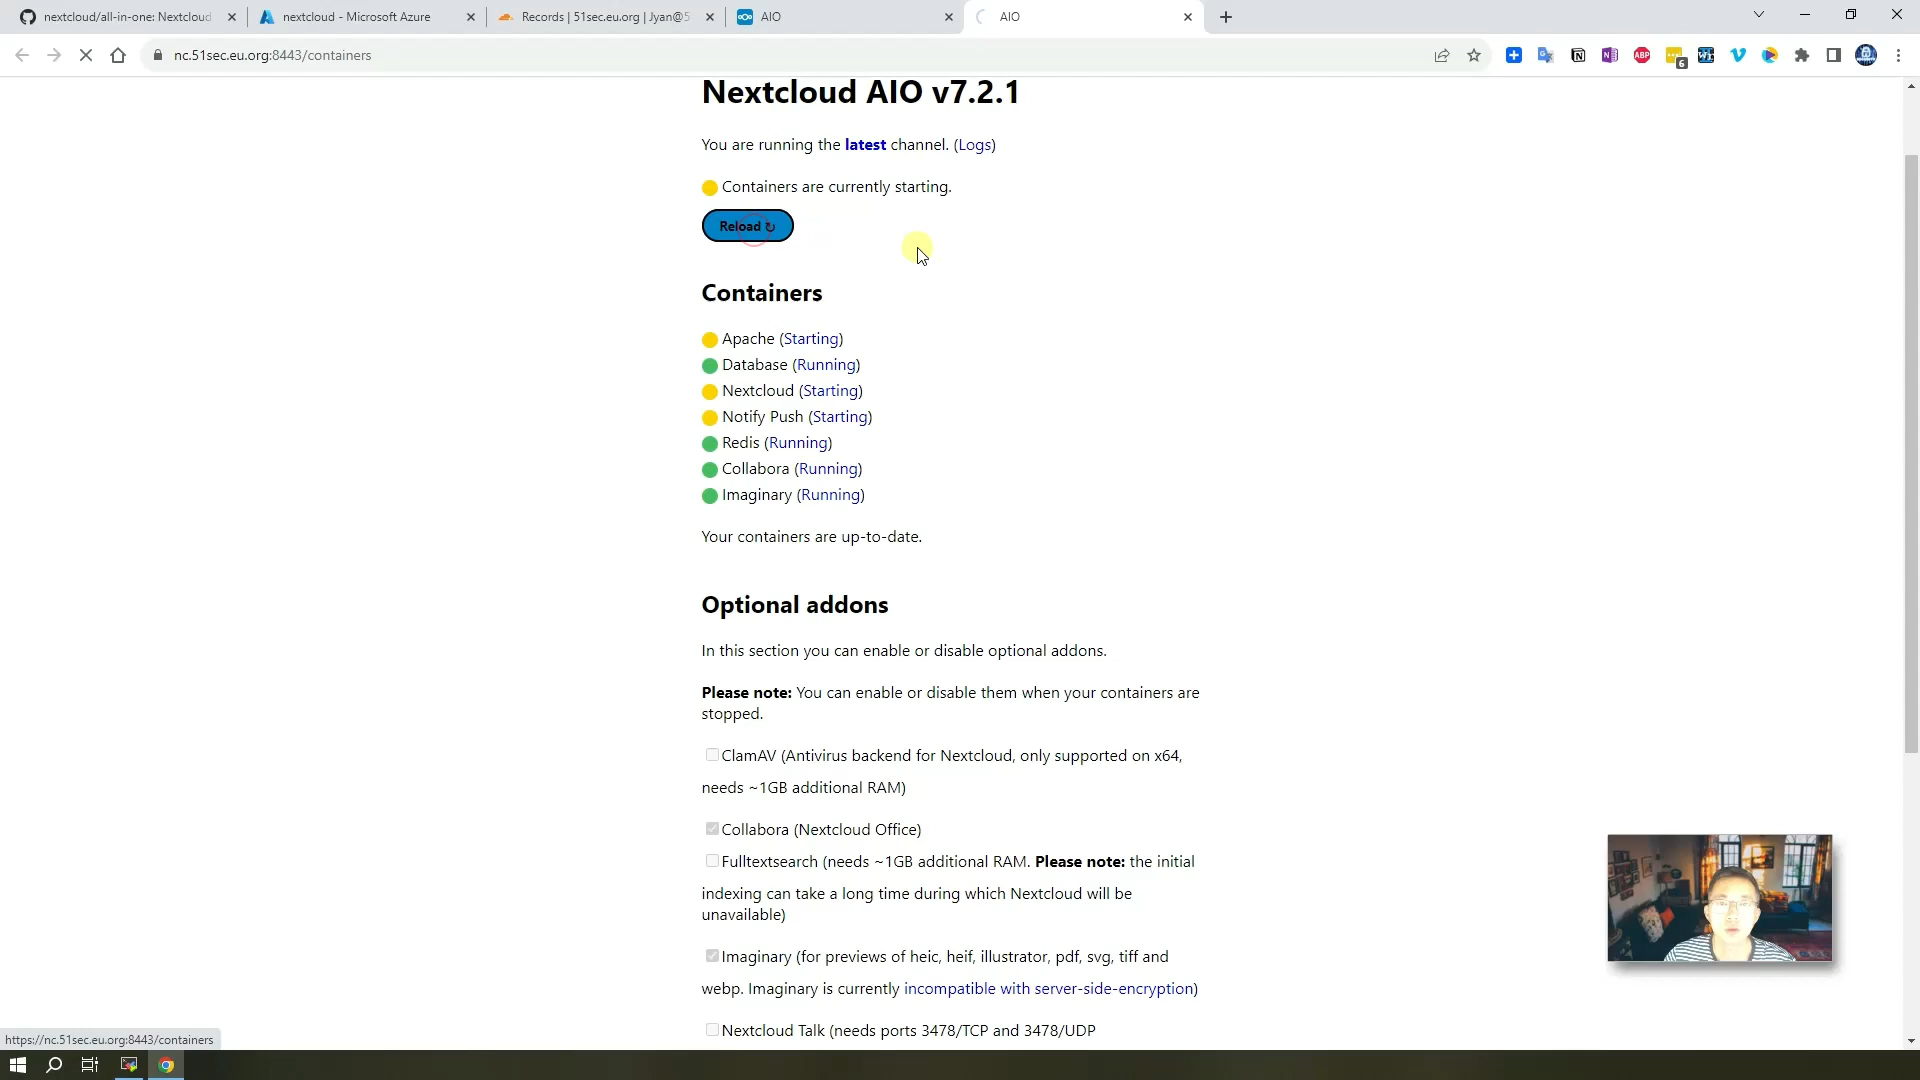 nextcloud/all-in-one: Nextcloud
nextcloud - Microsoft Azure
Records | 51sec.eu.org | Jyan@5
AIO
AIO
nc.51sec.eu.org:8443/containers
ABP
6
Nextcloud AIO v7.2.1
You are running the latest channel. (Logs)
Containers are currently starting.
Reload ↻
Containers
Apache (Starting)
Database (Running)
Nextcloud (Starting)
Notify Push (Starting)
Redis (Running)
Collabora (Running)
Imaginary (Running)
Your containers are up-to-date.
Optional addons
In this section you can enable or disable optional addons.
Please note: You can enable or disable them when your containers are
stopped.
ClamAV (Antivirus backend for Nextcloud, only supported on x64,
needs ~1GB additional RAM)
Collabora (Nextcloud Office)
Fulltextsearch (needs ~1GB additional RAM. Please note: the initial
indexing can take a long time during which Nextcloud will be
unavailable)
Imaginary (for previews of heic, heif, illustrator, pdf, svg, tiff and
webp. Imaginary is currently incompatible with server-side-encryption)
Nextcloud Talk (needs ports 3478/TCP and 3478/UDP
https://nc.51sec.eu.org:8443/containers